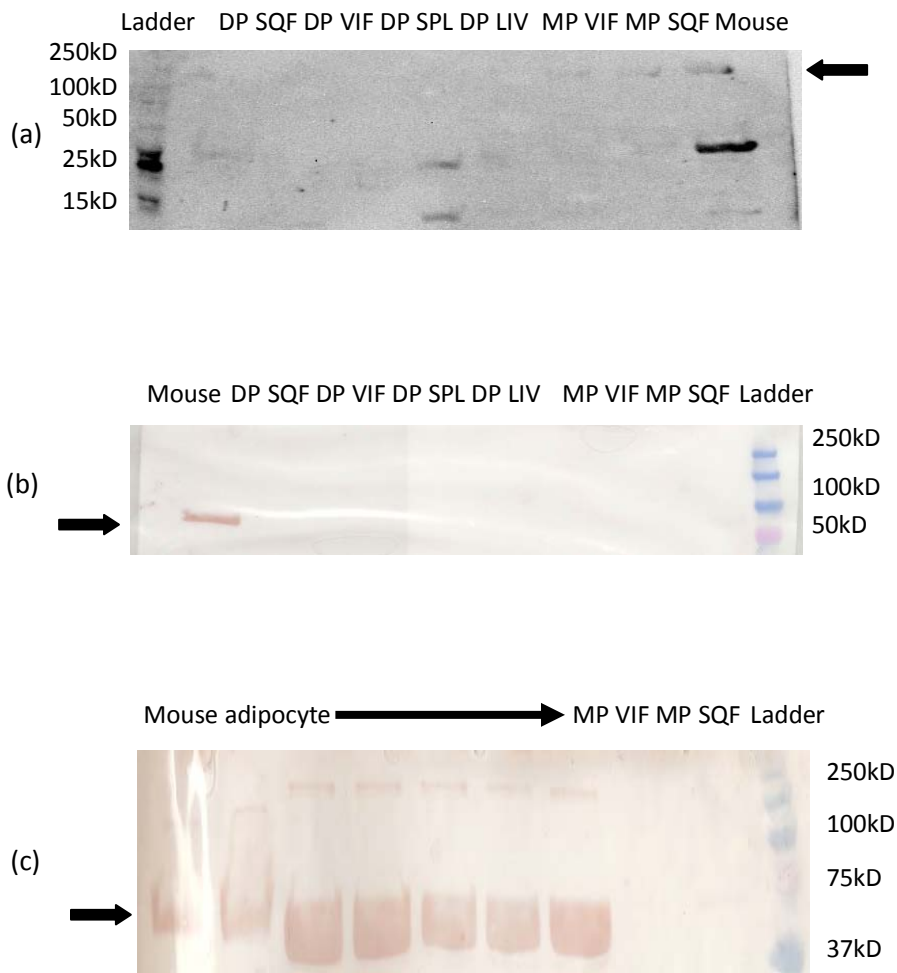 Ladder DP SQF DP VIF DP SPL DP LIV MP VIF MP SQF Mouse
250kD
100kD
50kD
(a)
25kD
15kD
Mouse DP SQF DP VIF DP SPL DP LIV MP VIF MP SQF Ladder
250kD
(b)
100kD
50kD
Mouse adipocyte MP VIF MP SQF Ladder
250kD
100kD
(c)
75kD
37kD